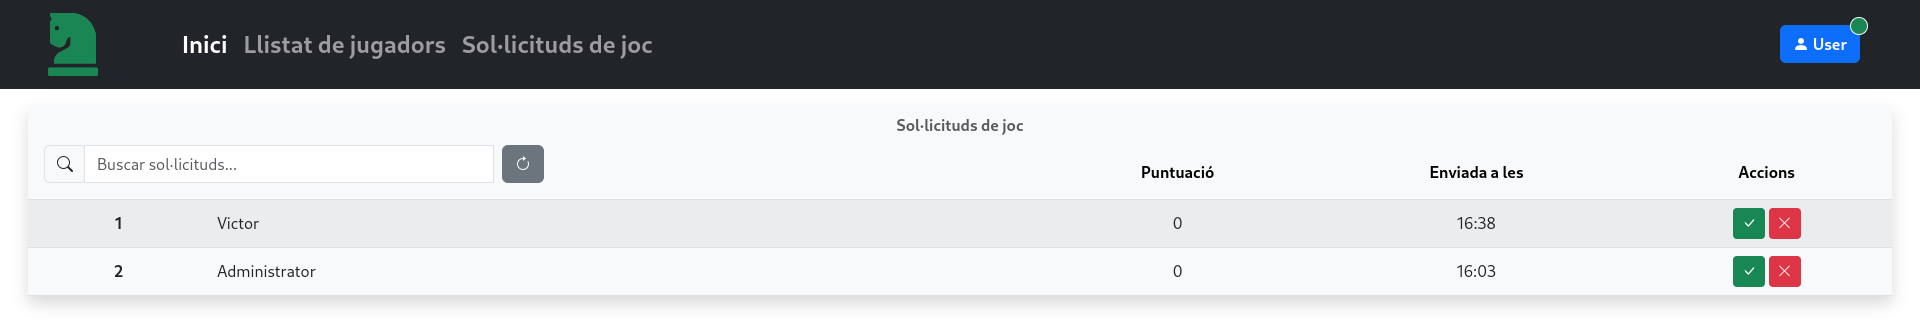 Inici Llistat de jugadors Sol·licituds de joc User
Sol·licituds de joc
Buscar sol·licituds... Puntuació Enviada a les Accions
1 Victor 0 16:38
2 Administrator 0 16:03